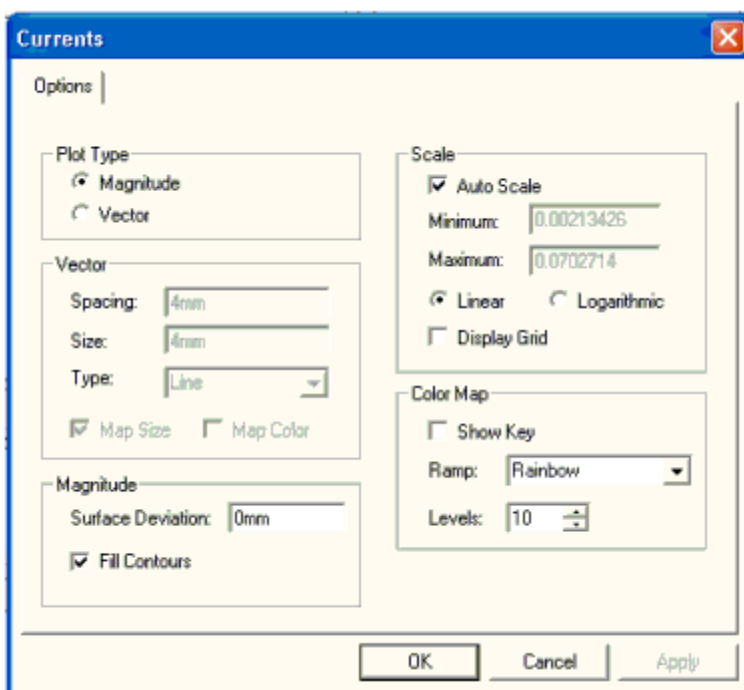 Currents
Options
Plot Type
Magnitude
Vector
Vector
Spacing: 4mm
Size: 4mm
Type: Line
Map Size Map Color
Magnitude
Surface Deviation: 0mm
Fill Contours
Scale
Auto Scale
Minimum: 0.00213426
Maximum: 0.0702714
Linear Logarithmic
Display Grid
Color Map
Show Key
Ramp: Rainbow
Levels: 10
OK Cancel Apply